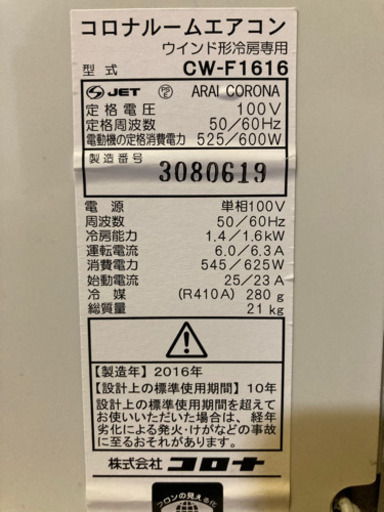 コロナルームエアコン
ウインド形冷房専用
型式 CW-F1616
JET PSE ARAI CORONA
定格電圧 100V
定格周波数 50/60Hz
電動機の定格消費電力 525/600W
製造番号 3080619
電源 単相100V
周波数 50/60Hz
冷房能力 1.4/1.6kW
運転電流 6.0/6.3A
消費電力 545/625W
始動電流 25/23A
冷媒 (R410A) 280g
総質量 21kg
【製造年】2016年
【設計上の標準使用期間】10年
設計上の標準使用期間を超えて
お使いいただいた場合は、経年
劣化による発火・けがなどの事故
に至るおそれがあります。
株式会社コロナ
フロンの見える化